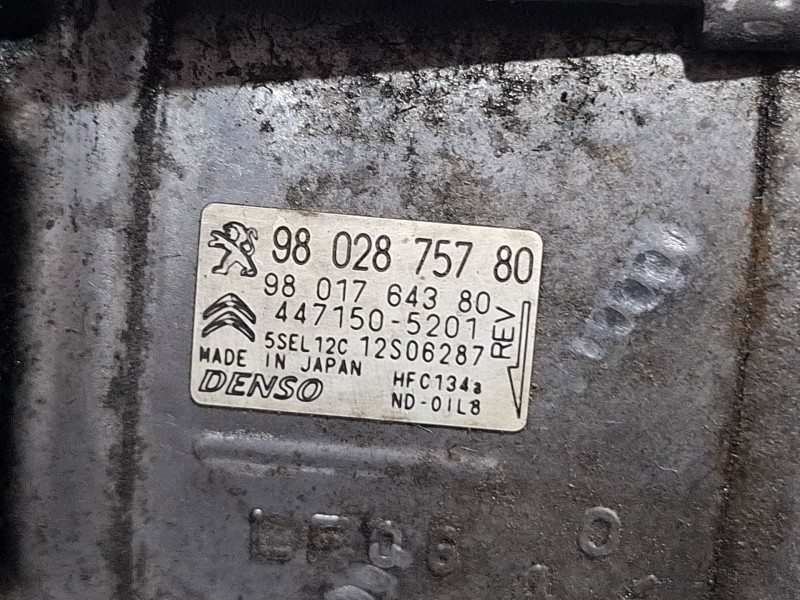 98 028 757 80
98 017 643 80
447150-5201
5SEL12C 12S06287
REV
MADE IN JAPAN
HFC134a
DENSO
ND-OIL8